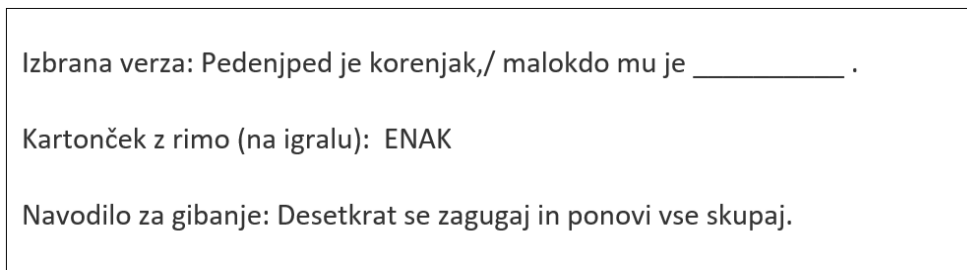 Izbrana verza: Pedenjped je korenjak,/ malokdo mu je __________ .
Kartonček z rimo (na igralu):  ENAK
Navodilo za gibanje: Desetkrat se zagugaj in ponovi vse skupaj.